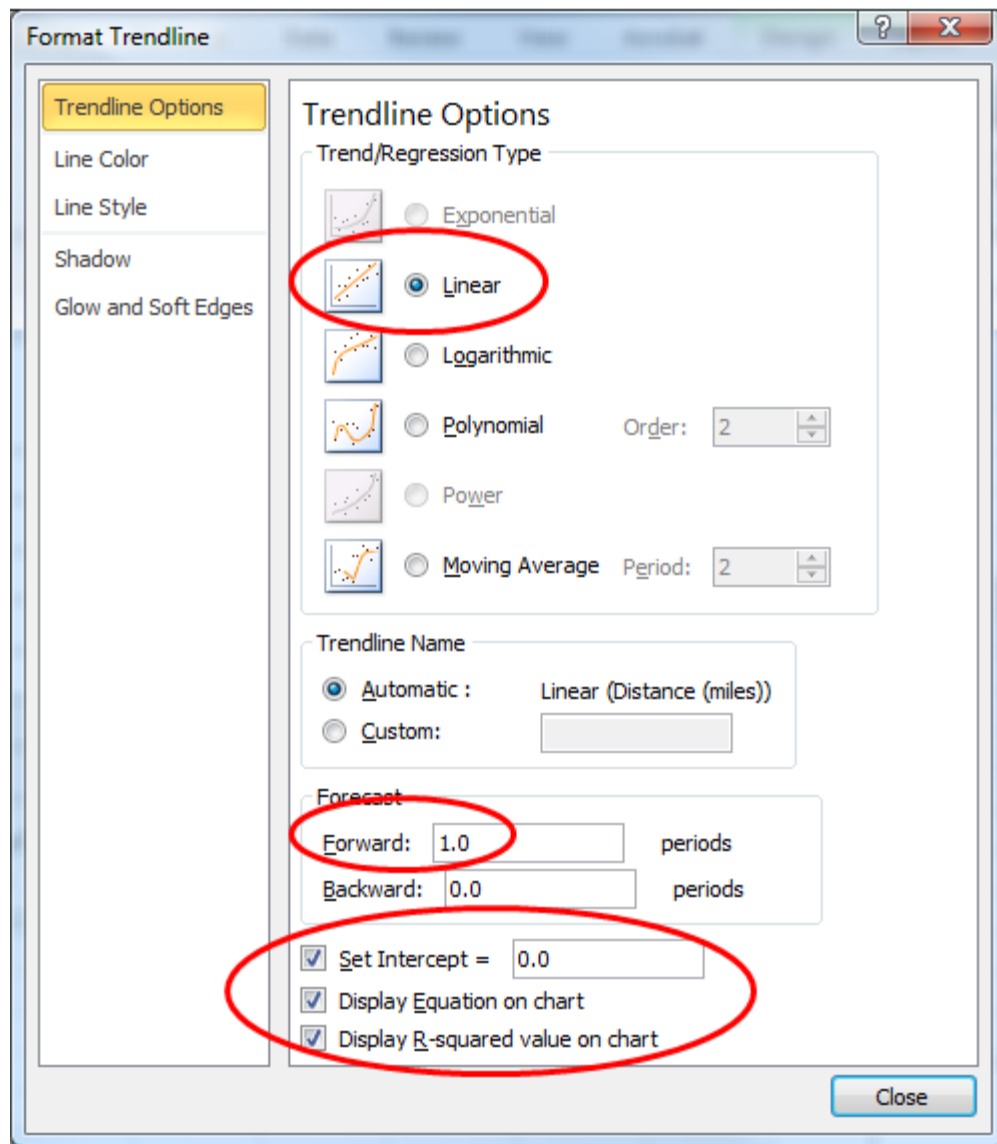 Format Trendline
Trendline Options
Line Color
Line Style
Shadow
Glow and Soft Edges
Trendline Options
Trend/Regression Type
Exponential
Linear
Logarithmic
Polynomial Order: 2
Power
Moving Average Period: 2
Trendline Name
Automatic : Linear (Distance (miles))
Custom:
Forecast
Forward: 1.0 periods
Backward: 0.0 periods
Set Intercept = 0.0
Display Equation on chart
Display R-squared value on chart
Close